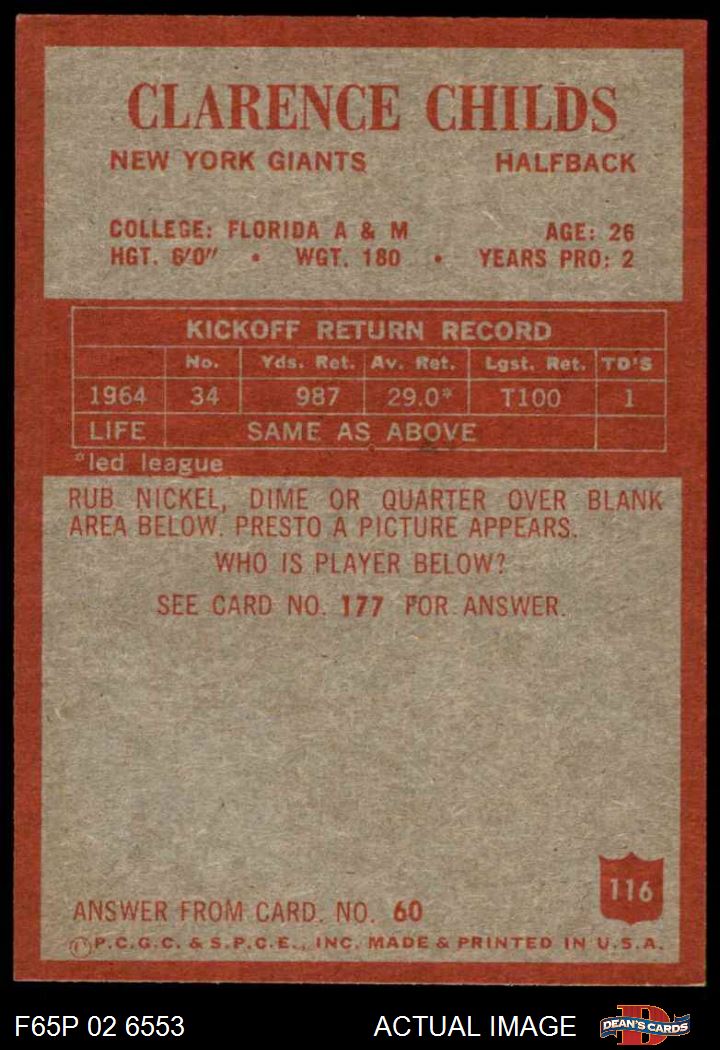 CLARENCE CHILDS
NEW YORK GIANTS HALFBACK
COLLEGE: FLORIDA A & M AGE: 26
HGT. 6'0" • WGT. 180 • YEARS PRO: 2
KICKOFF RETURN RECORD
No. Yds. Ret. Av. Ret. Lgst. Ret. TD'S
1964 34 987 29.0* T100 1
LIFE SAME AS ABOVE
*led league
RUB NICKEL, DIME OR QUARTER OVER BLANK
AREA BELOW. PRESTO A PICTURE APPEARS.
WHO IS PLAYER BELOW?
SEE CARD NO. 177 FOR ANSWER.
116
ANSWER FROM CARD. NO. 60
P.C.G.C. & S.P.C.E., INC. MADE & PRINTED IN U.S.A.
F65P 02 6553 ACTUAL IMAGE
D
DEAN'S CARDS